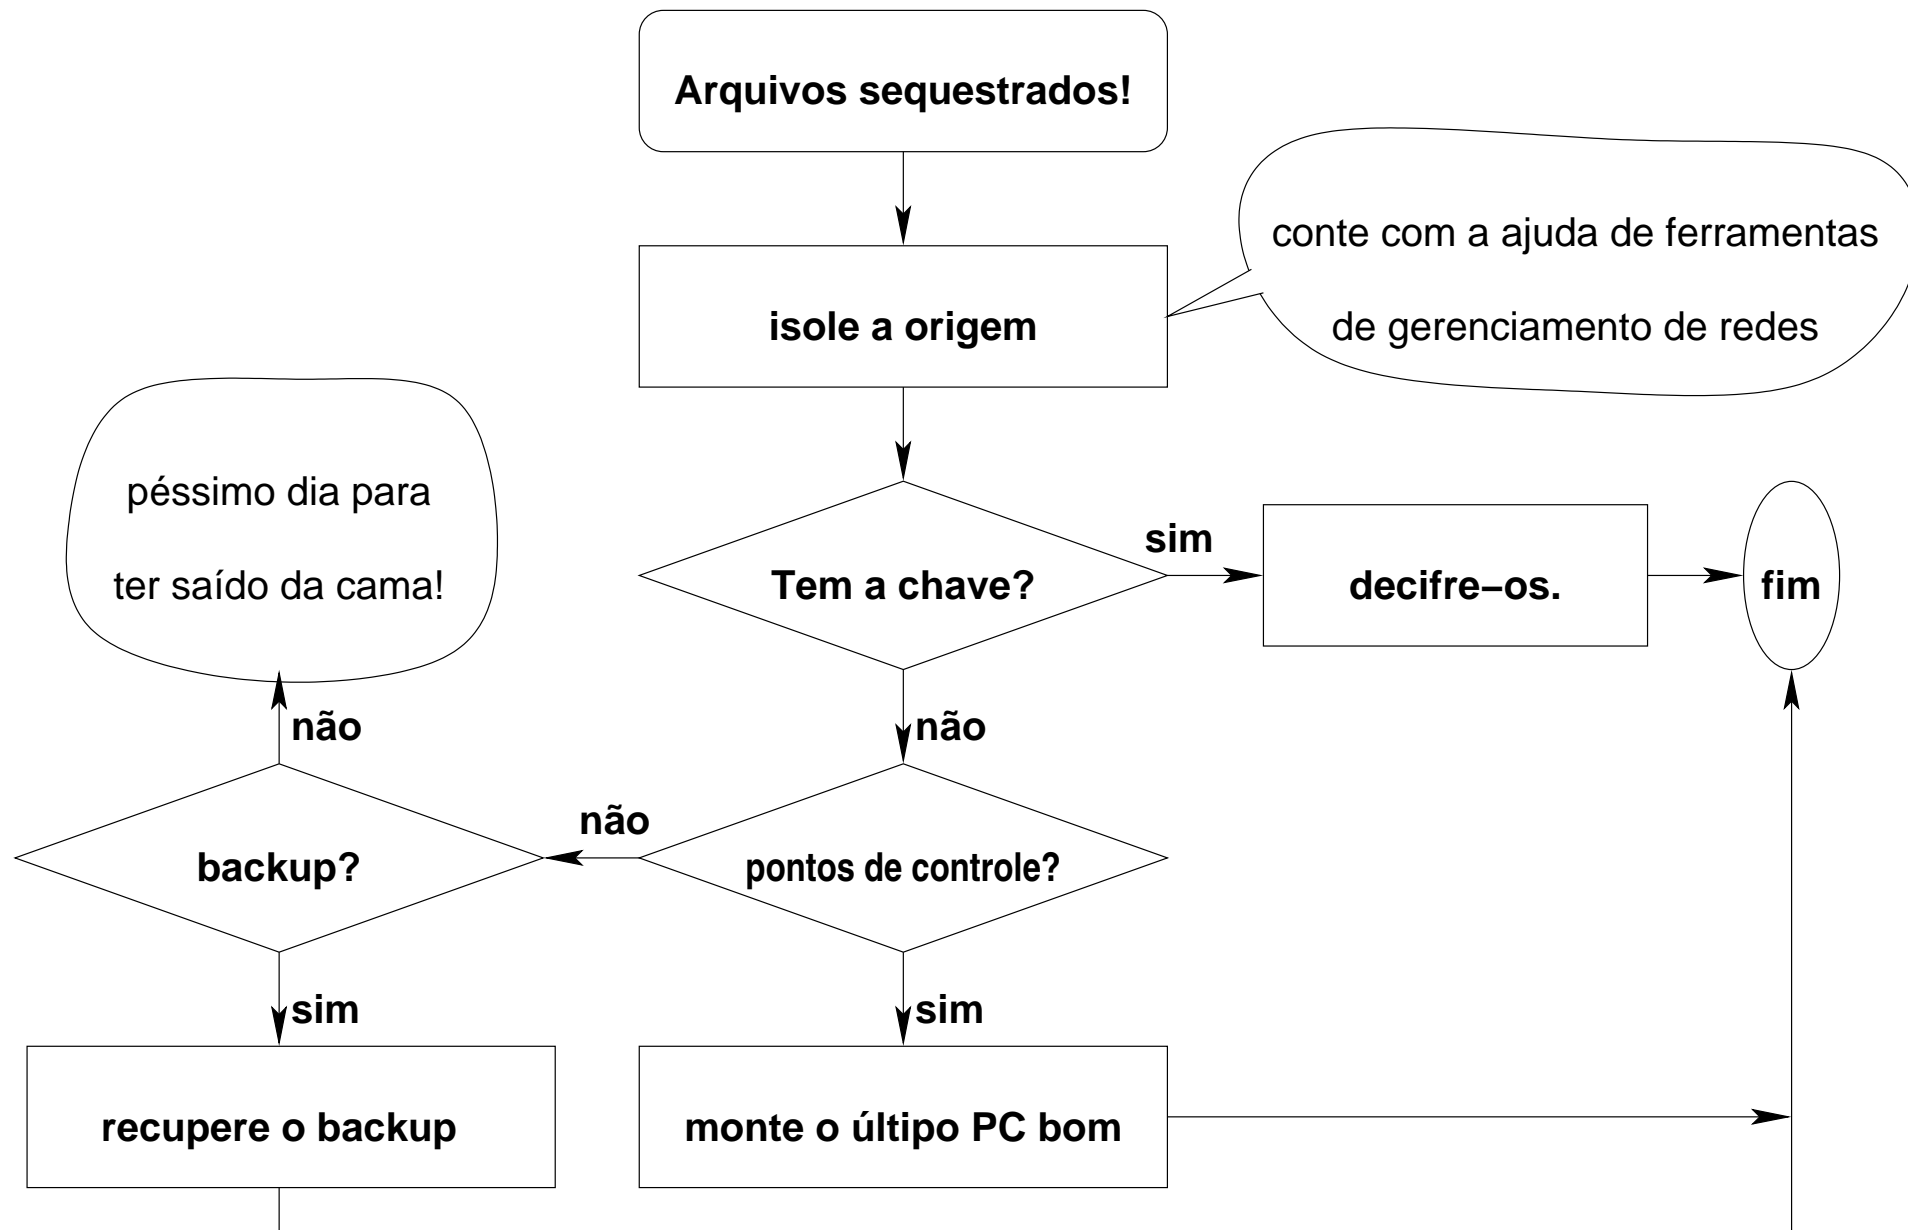 Arquivos sequestrados!
conte com a ajuda de ferramentas
de gerenciamento de redes
isole a origem
péssimo dia para
ter saído da cama!
sim
Tem a chave?
decifre–os.
fim
não
não
não
backup?
pontos de controle?
sim
sim
recupere o backup
monte o últipo PC bom